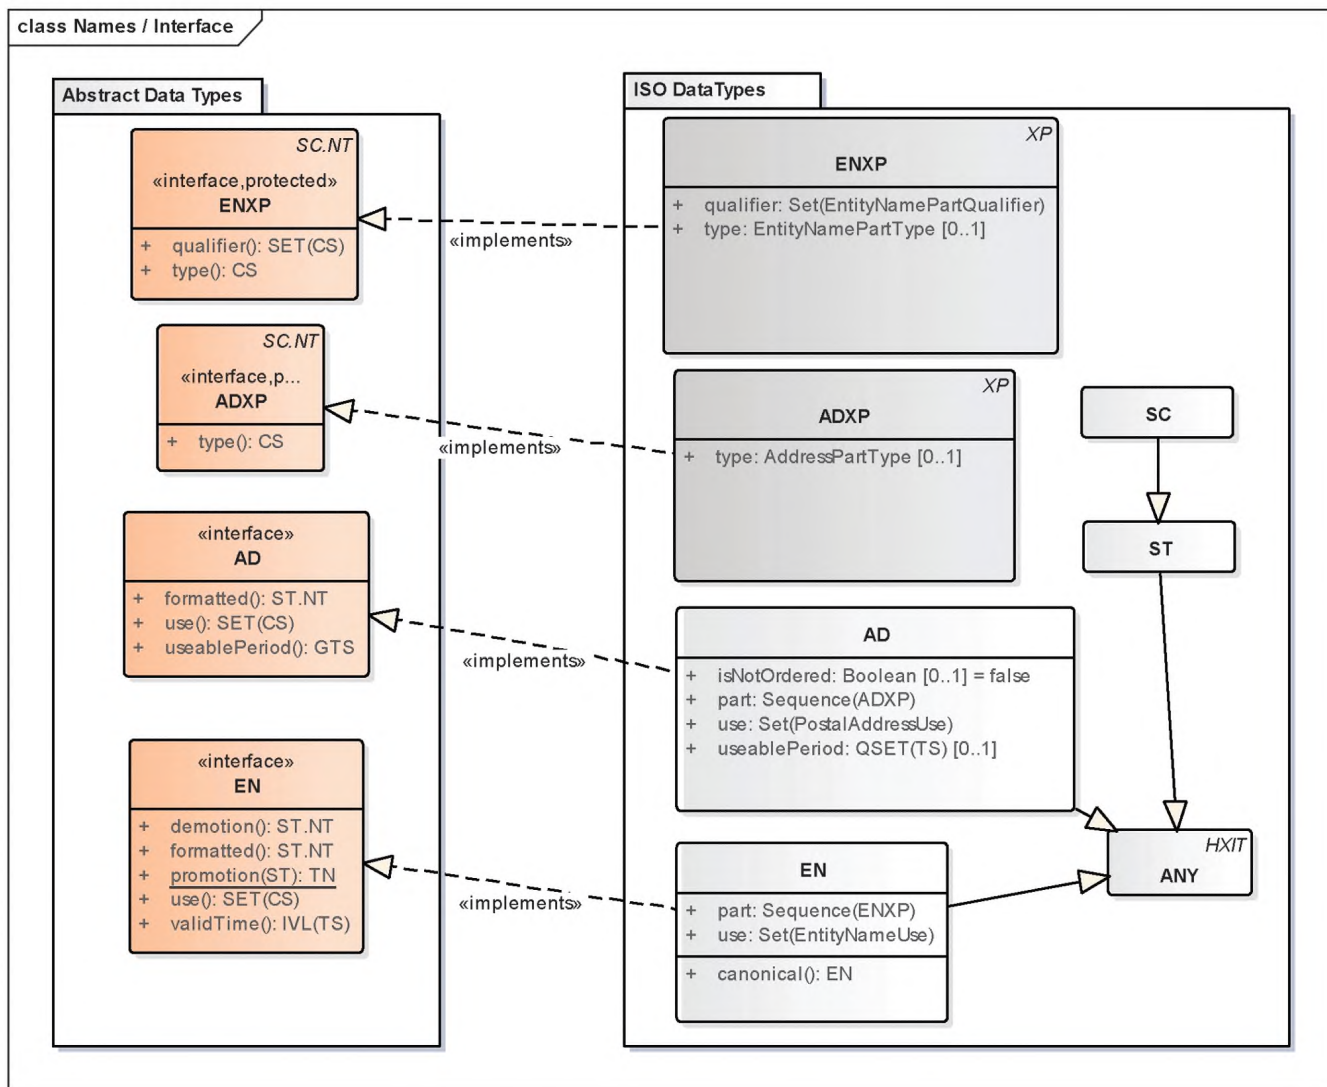 class Names / Interface
Abstract Data Types
SC.NT
«interface,protected»
ENXP
+ qualifier(): SET(CS)
+ type(): CS
SC.NT
«interface,p...
ADXP
+ type(): CS
«interface»
AD
+ formatted(): ST.NT
+ use(): SET(CS)
+ useablePeriod(): GTS
«interface»
EN
+ demotion(): ST.NT
+ formatted(): ST.NT
+ promotion(ST): TN
+ use(): SET(CS)
+ validTime(): IVL(TS)
«implements»
«implements»
«implements»
«implements»
ISO DataTypes
XP
ENXP
+ qualifier: Set(EntityNamePartQualifier)
+ type: EntityNamePartType [0..1]
XP
ADXP
+ type: AddressPartType [0..1]
SC
ST
AD
+ isNotOrdered: Boolean [0..1] = false
+ part: Sequence(ADXP)
+ use: Set(PostalAddressUse)
+ useablePeriod: QSET(TS) [0..1]
HXIT
ANY
EN
+ part: Sequence(ENXP)
+ use: Set(EntityNameUse)
+ canonical(): EN